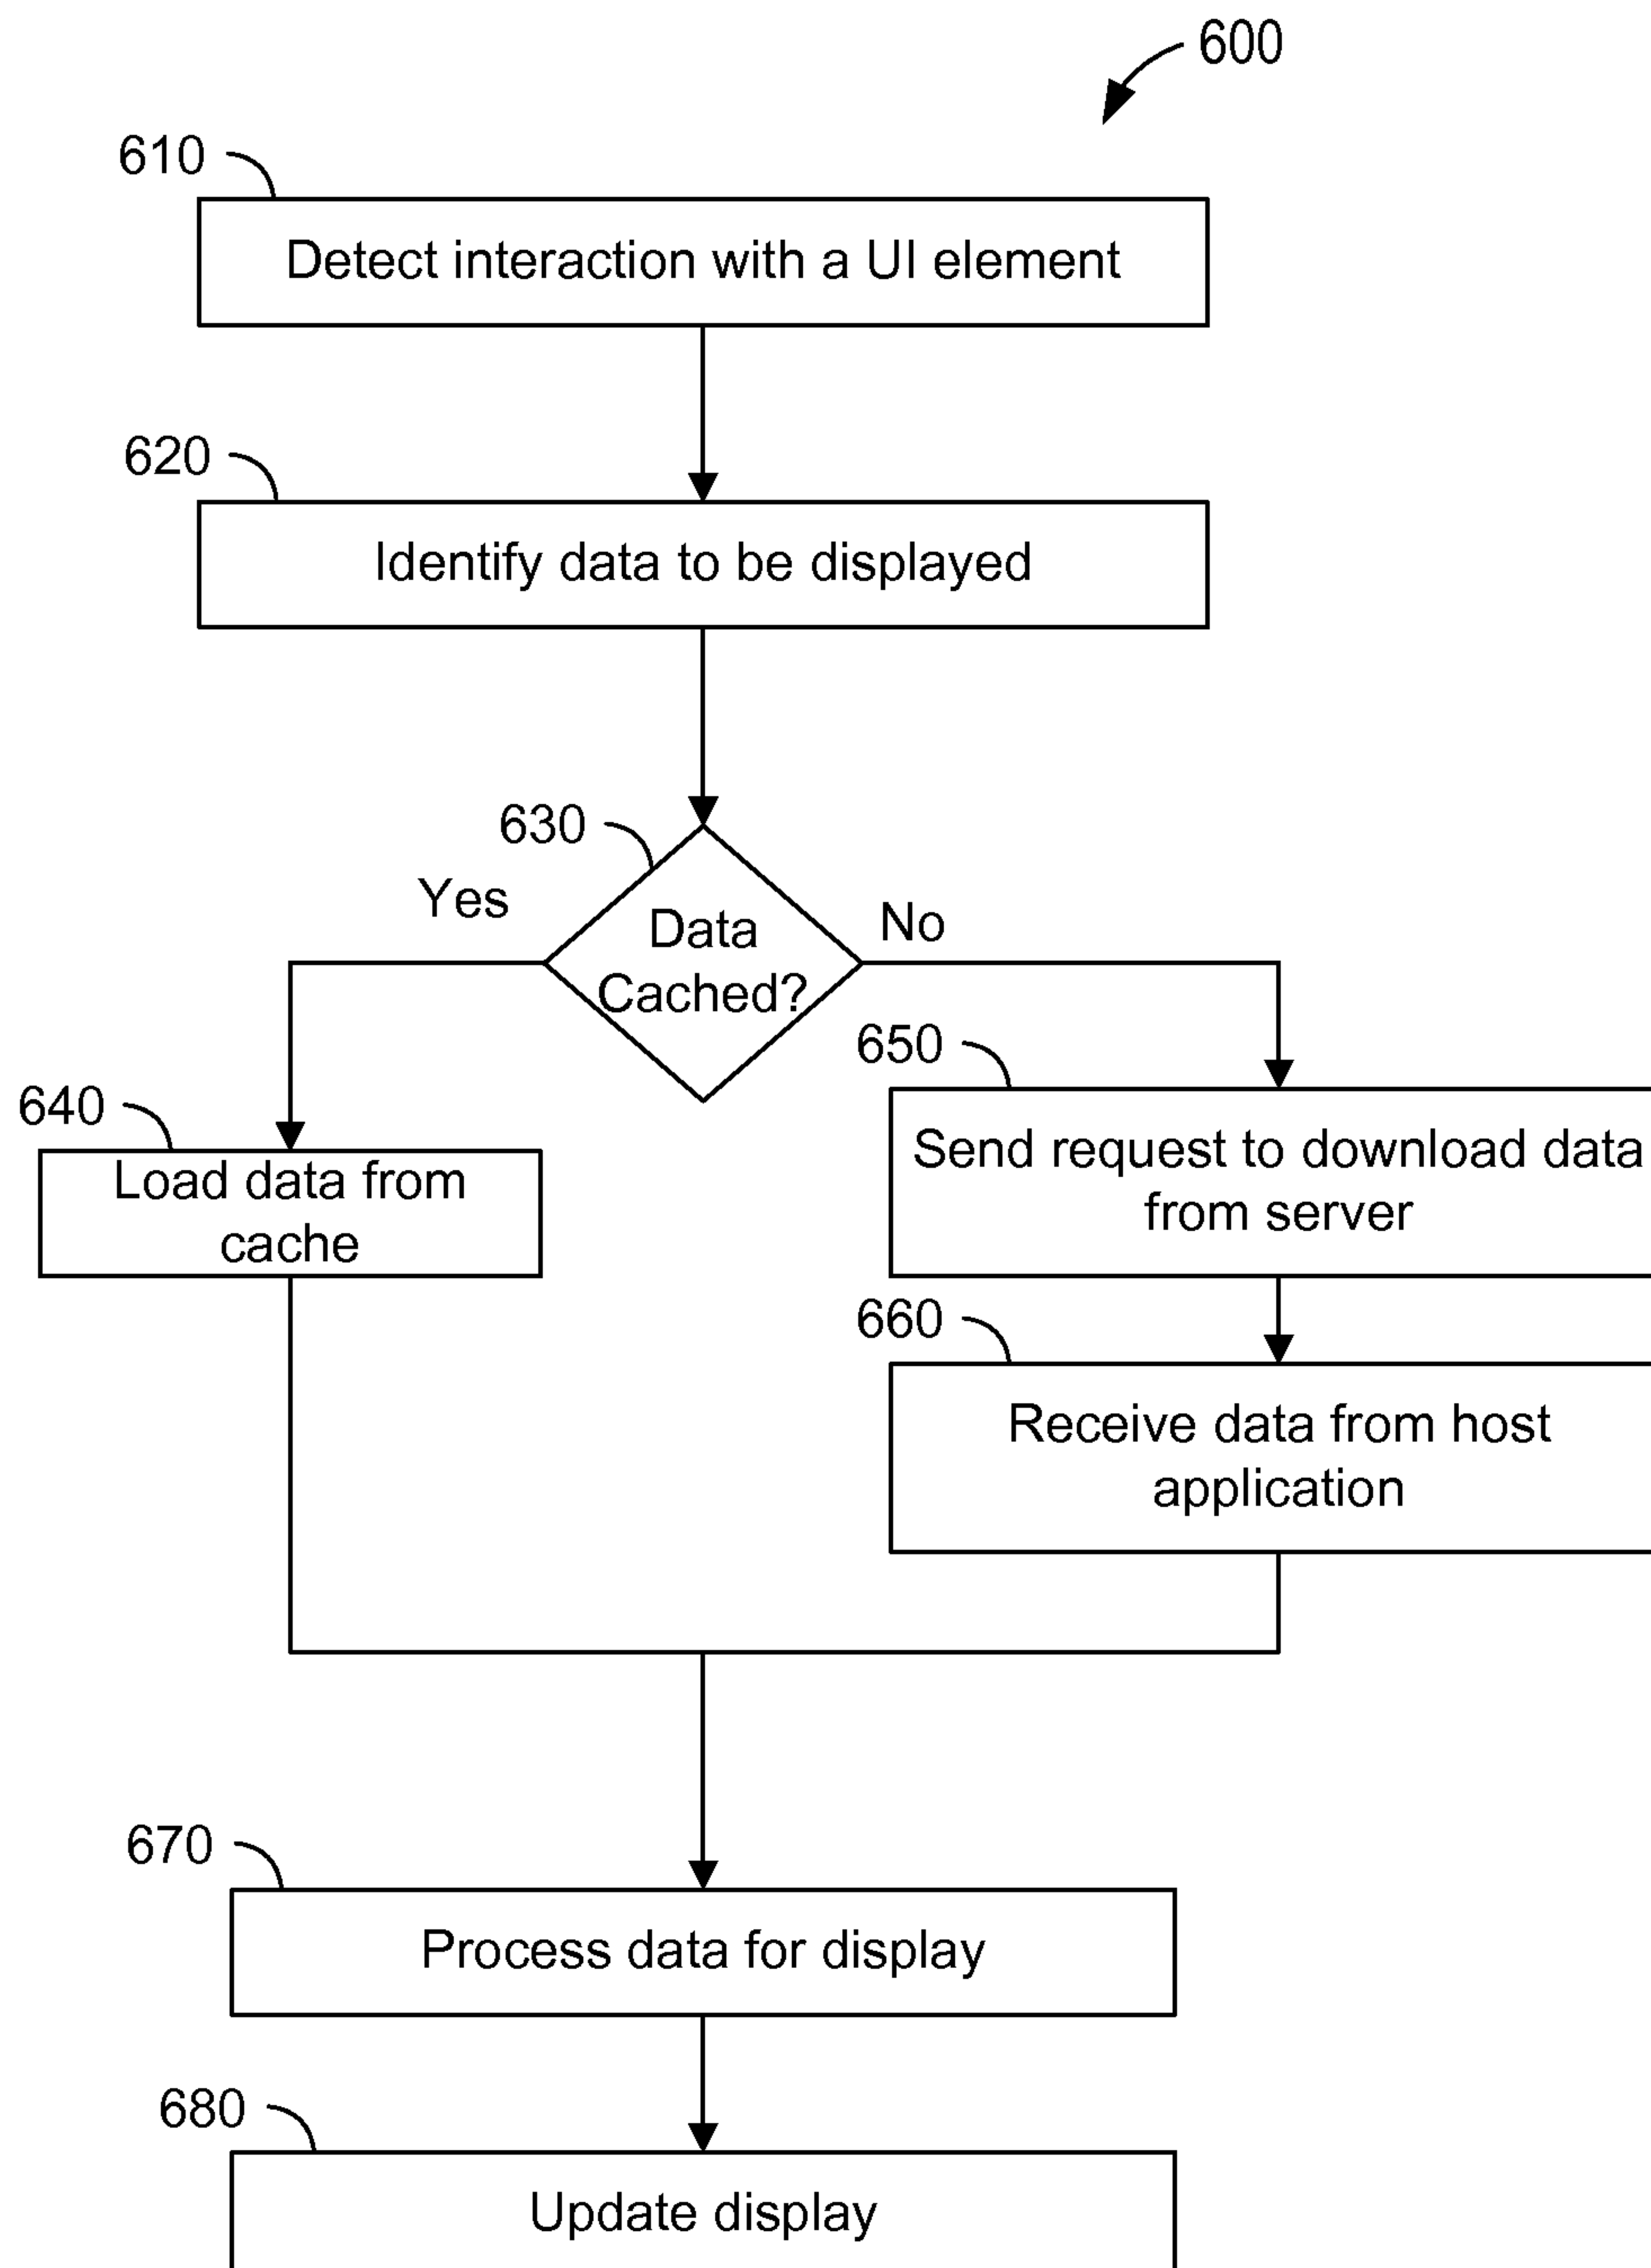 600
610
Detect interaction with a UI element
620
Identify data to be displayed
630
Yes
No
Data
Cached?
650
640
Send request to download data
from server
Load data from
cache
660
Receive data from host
application
670
Process data for display
680
Update display